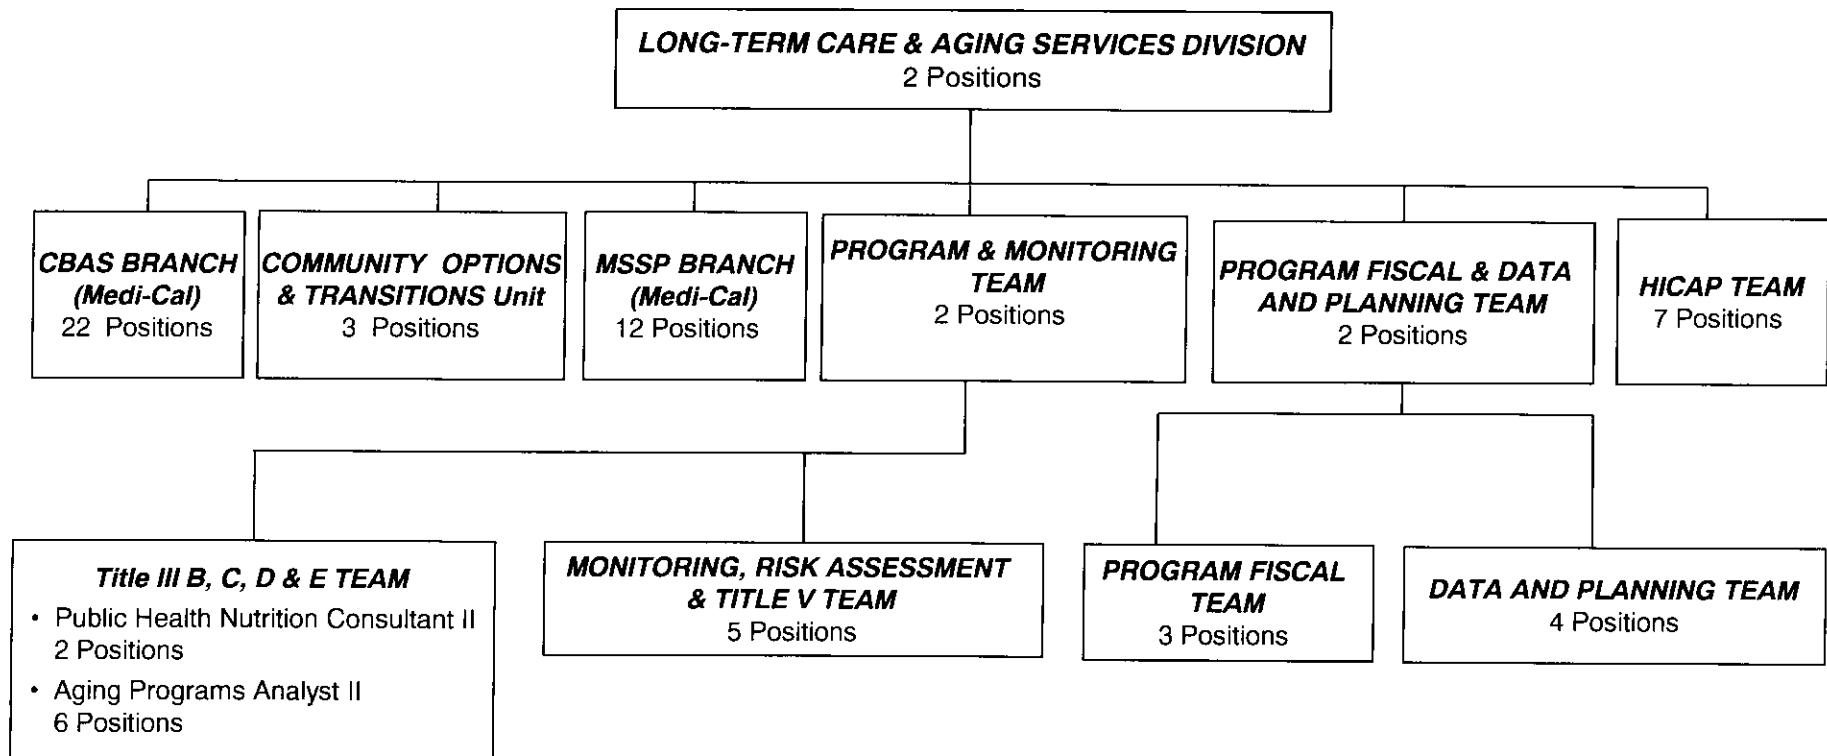 LONG-TERM CARE & AGING SERVICES DIVISION
2 Positions
CBAS BRANCH
(Medi-Cal)
22 Positions
COMMUNITY OPTIONS
& TRANSITIONS Unit
3 Positions
MSSP BRANCH
(Medi-Cal)
12 Positions
PROGRAM & MONITORING
TEAM
2 Positions
PROGRAM FISCAL & DATA
AND PLANNING TEAM
2 Positions
HICAP TEAM
7 Positions
Title III B, C, D & E TEAM
• Public Health Nutrition Consultant II
2 Positions
• Aging Programs Analyst II
6 Positions
MONITORING, RISK ASSESSMENT
& TITLE V TEAM
5 Positions
PROGRAM FISCAL
TEAM
3 Positions
DATA AND PLANNING TEAM
4 Positions